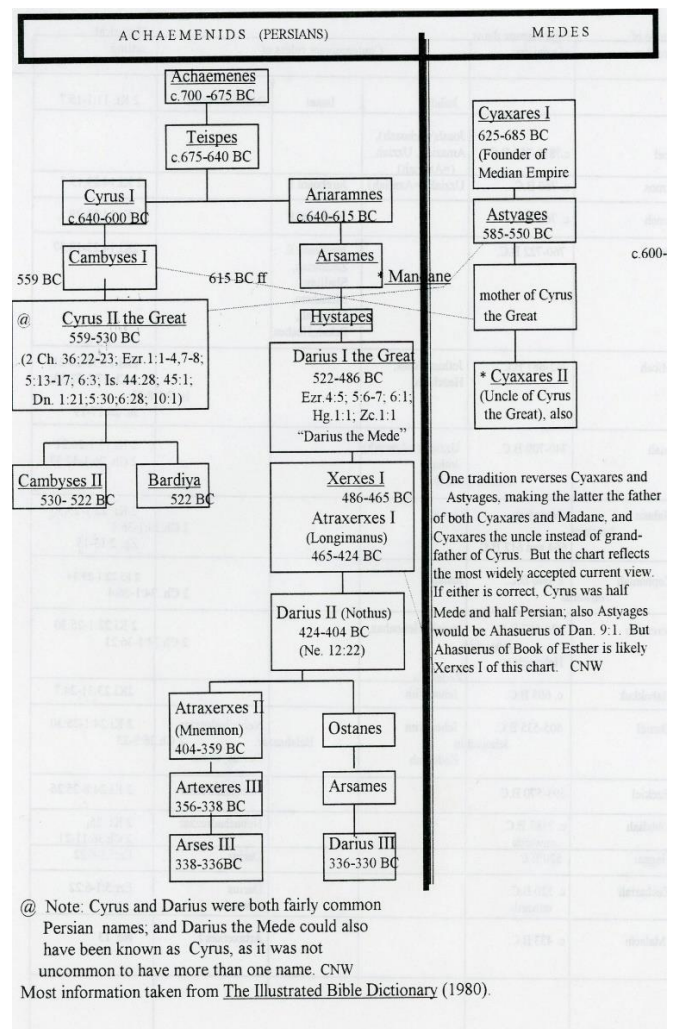 ACHAEMENIDS (PERSIANS)
MEDES
Achaemenes
c.700 -675 BC
Teispes
c.675-640 BC
Cyrus I
c.640-600 BC
Ariaramnes
c.640-615 BC
Cambyses I
559 BC
Arsames
615 BC ff
* Mandane
Hystapes
@ Cyrus II the Great
559-530 BC
(2 Ch. 36:22-23; Ezr.1:1-4,7-8;
5:13-17; 6:3; Is. 44:28; 45:1;
Dn. 1:21;5:30;6:28; 10:1)
Darius I the Great
522-486 BC
Ezr.4:5; 5:6-7; 6:1;
Hg.1:1; Zc.1:1
“Darius the Mede”
Cambyses II
530- 522 BC
Bardiya
522 BC
Xerxes I
486-465 BC
Atraxerxes I
(Longimanus)
465-424 BC
Darius II (Nothus)
424-404 BC
(Ne. 12:22)
Atraxerxes II
(Mnemnon)
404-359 BC
Ostanes
Artexeres III
356-338 BC
Arsames
Arses III
338-336BC
Darius III
336-330 BC
Cyaxares I
625-685 BC
(Founder of
Median Empire
Astyages
585-550 BC
c.600-
mother of Cyrus
the Great
* Cyaxares II
(Uncle of Cyrus
the Great), also
One tradition reverses Cyaxares and
Astyages, making the latter the father
of both Cyaxares and Madane, and
Cyaxares the uncle instead of grand-
father of Cyrus. But the chart reflects
the most widely accepted current view.
If either is correct, Cyrus was half
Mede and half Persian; also Astyages
would be Ahasuerus of Dan. 9:1. But
Ahasuerus of Book of Esther is likely
Xerxes I of this chart. CNW
@ Note: Cyrus and Darius were both fairly common
Persian names; and Darius the Mede could also
have been known as Cyrus, as it was not
uncommon to have more than one name. CNW
Most information taken from The Illustrated Bible Dictionary (1980).